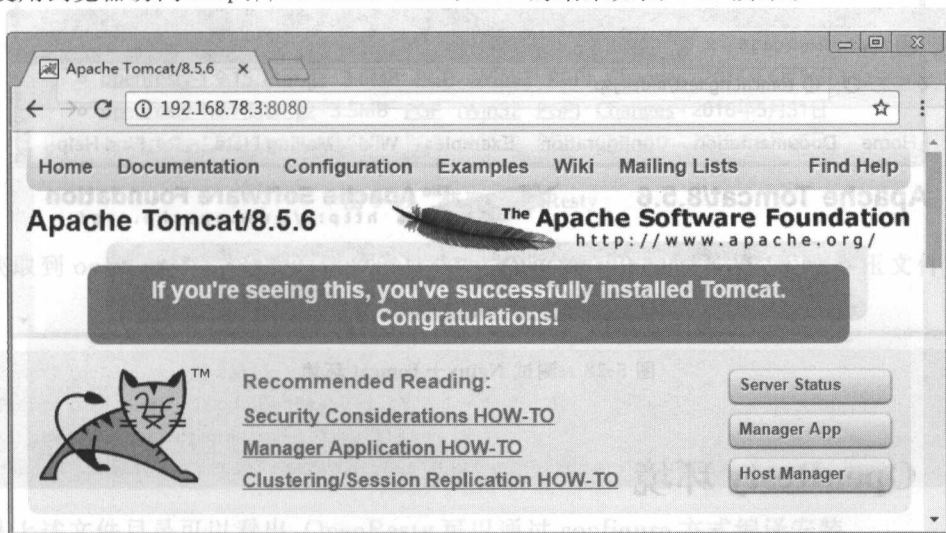 Apache Tomcat/8.5.6 ×
192.168.78.3:8080
Home Documentation Configuration Examples Wiki Mailing Lists Find Help
Apache Tomcat/8.5.6
The Apache Software Foundation
http://www.apache.org/
If you're seeing this, you've successfully installed Tomcat.
Congratulations!
TM
Recommended Reading:
Security Considerations HOW-TO
Manager Application HOW-TO
Clustering/Session Replication HOW-TO
Server Status
Manager App
Host Manager